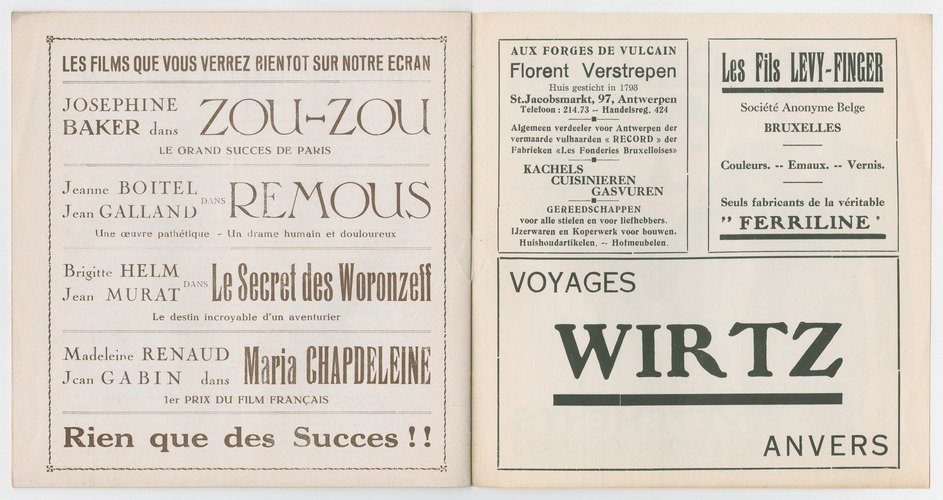 LES FILMS QUE VOUS VERREZ BIENTOT SUR NOTRE ECRAN
JOSEPHINE
BAKER dans ZOU-ZOU
LE GRAND SUCCES DE PARIS
Jeanne BOITEL
Jean GALLAND DANS REMOUS
Une œuvre pathétique - Un drame humain et douloureux
Brigitte HELM
Jean MURAT DANS Le Secret des Woronzeff
Le destin incroyable d'un aventurier
Madeleine RENAUD
Jean GABIN dans Maria CHAPDELEINE
1er PRIX DU FILM FRANÇAIS
Rien que des Succes !!
AUX FORGES DE VULCAIN
Florent Verstrepen
Huis gesticht in 1793
St.Jacobsmarkt, 97, Antwerpen
Telefoon : 214.73 -- Handelsreg. 424
Algemeen verdeeler voor Antwerpen der
vermaarde vulhaarden « RECORD » der
Fabrieken «Les Fonderies Bruxelloises»
KACHELS
CUISINIEREN
GASVUREN
GEREEDSCHAPPEN
voor alle stielen en voor liefhebbers.
IJzerwaren en Koperwerk voor bouwen.
Huishoudartikelen. -- Hofmeubelen.
Les Fils LEVY-FINGER
Société Anonyme Belge
BRUXELLES
Couleurs. -- Emaux. -- Vernis.
Seuls fabricants de la véritable
" FERRILINE '
VOYAGES
WIRTZ
ANVERS